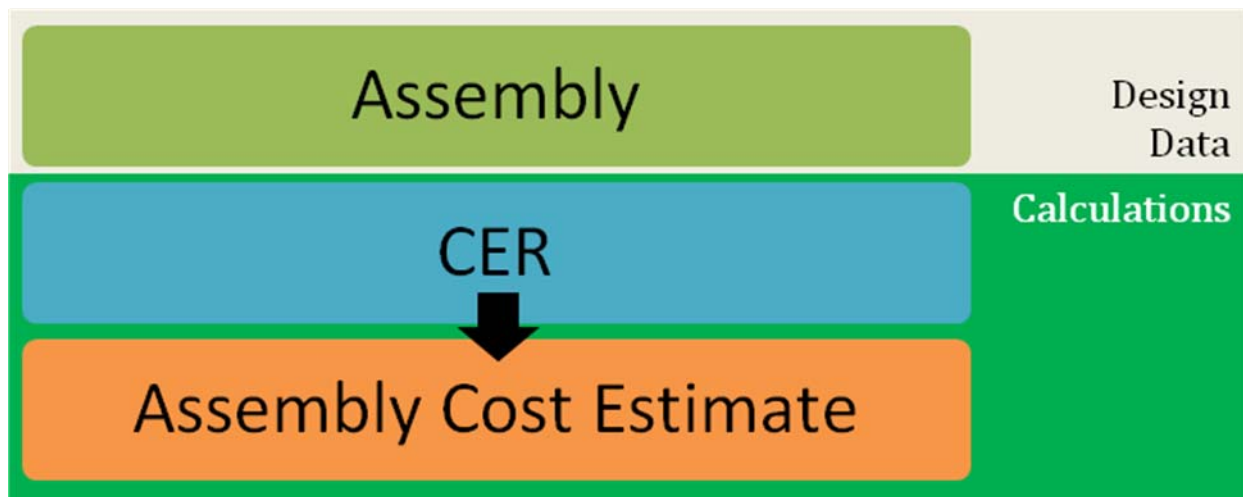 Assembly
Design
Data
Calculations
CER
Assembly Cost Estimate